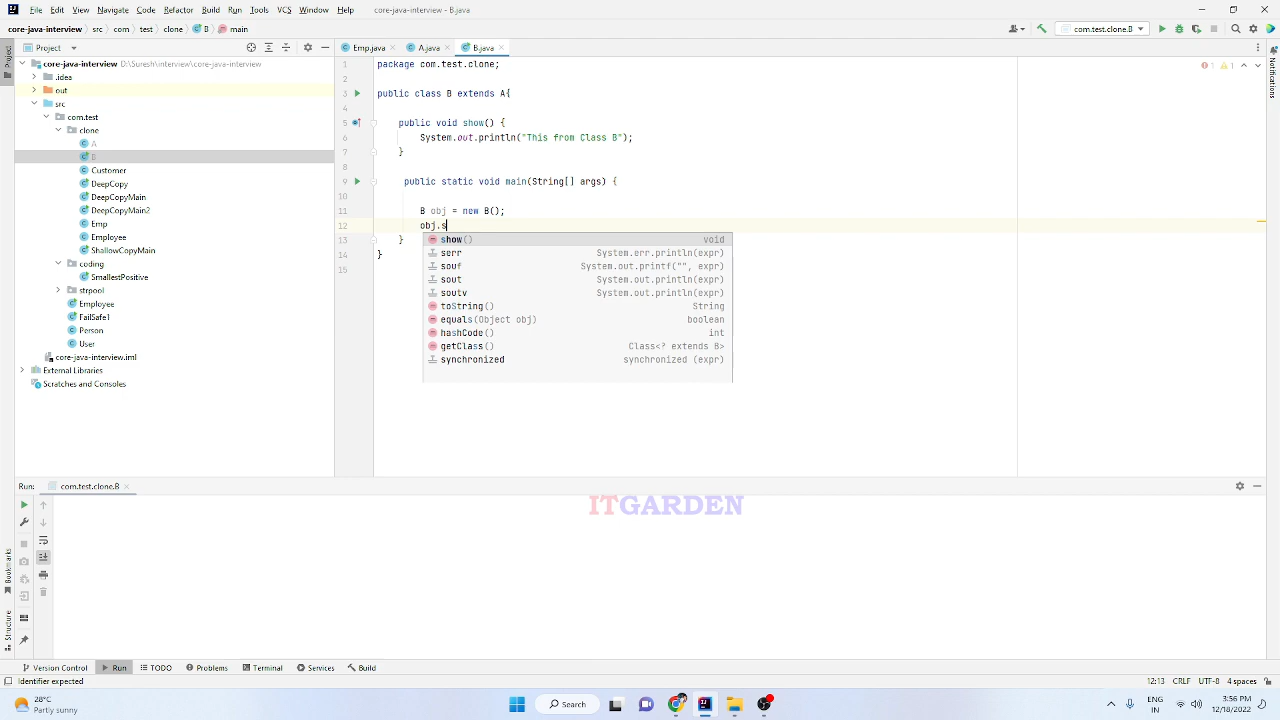 File Edit View Navigate Code Refactor Build Run Tools VCS Window Help core-java-interview - B.java
core-java-interview src com test clone B main com.test.clone.B
Project Emp.java A.java B.java
core-java-interview D:\Suresh\interview\core-java-interview
.idea
out
src
com.test
clone
A
B
Customer
DeepCopy
DeepCopyMain
DeepCopyMain2
Emp
Employee
ShallowCopyMain
coding
SmallestPositive
strpool
Employee
FailSafe1
Person
User
core-java-interview.iml
External Libraries
Scratches and Consoles
1 package com.test.clone;
2
3 public class B extends A{
4
5 public void show() {
6 System.out.println("This from Class B");
7 }
8
9 public static void main(String[] args) {
10
11 B obj = new B();
12 obj.s
13 }
14 }
15
show() void
serr System.err.println(expr)
souf System.out.printf("", expr)
sout System.out.println(expr)
soutv System.out.println(expr)
toString() String
equals(Object obj) boolean
hashCode() int
getClass() Class<? extends B>
synchronized synchronized (expr)
1 1
Project
Notifications
Bookmarks
Structure
Run: com.test.clone.B
ITGARDEN
Version Control Run TODO Problems Terminal Services Build
Identifier expected 12:13 CRLF UTF-8 4 spaces
28°C
Partly sunny
Search
ENG
IN
3:56 PM
12/18/2022